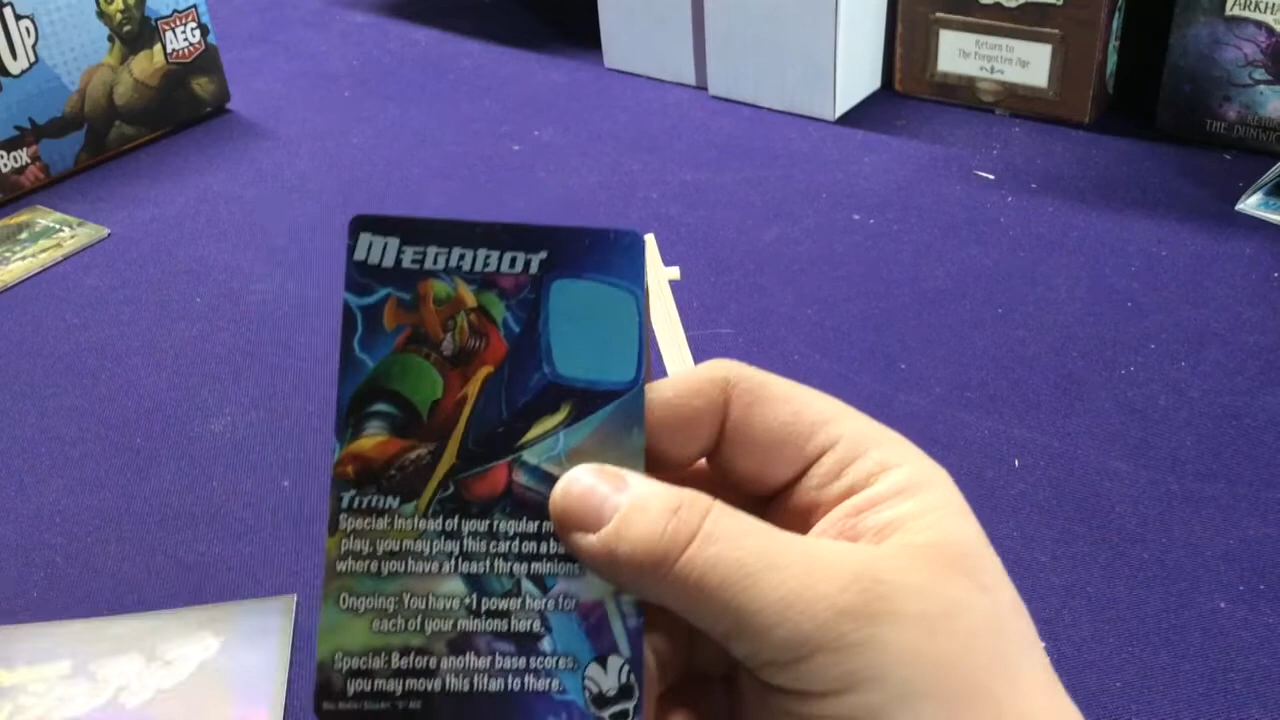 UP
AEG
BOX
Return to
The Forgotten Age
ARKHA
THE DUNWIC
MEGABOT
TITAN
Special: Instead of your regular m
play, you may play this card on a ba
where you have at least three minions.
Ongoing: You have +1 power here for
each of your minions here.
Special: Before another base scores,
you may move this titan to there.